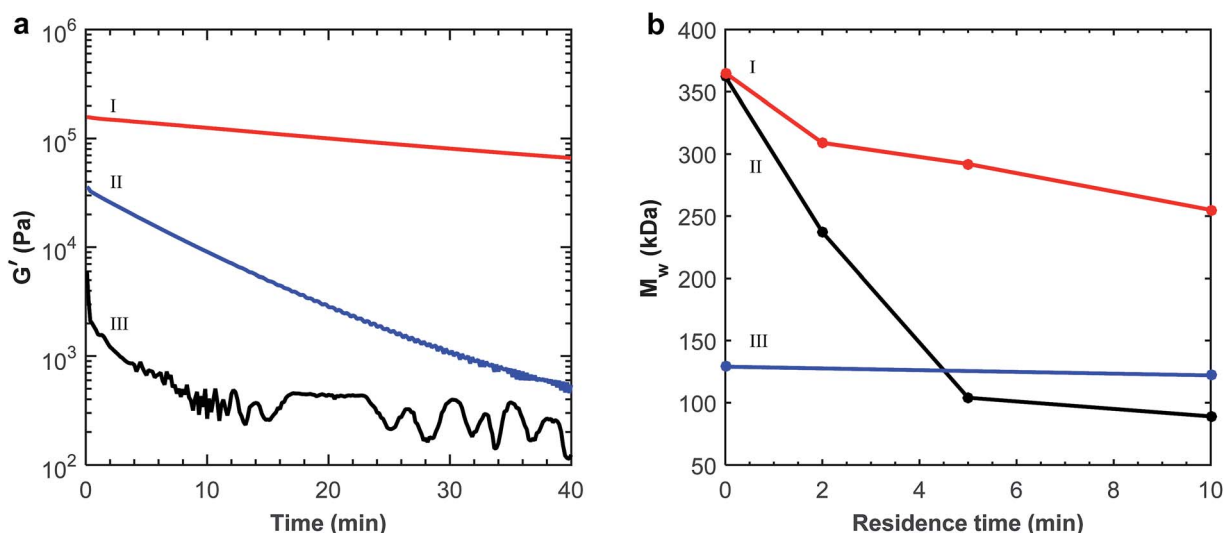 a
10^6
10^5
10^4
10^3
10^2
G′ (Pa)
I
II
III
0
10
20
30
40
Time (min)
b
400
350
300
250
200
150
100
50
M_w (kDa)
I
II
III
0
2
4
6
8
10
Residence time (min)